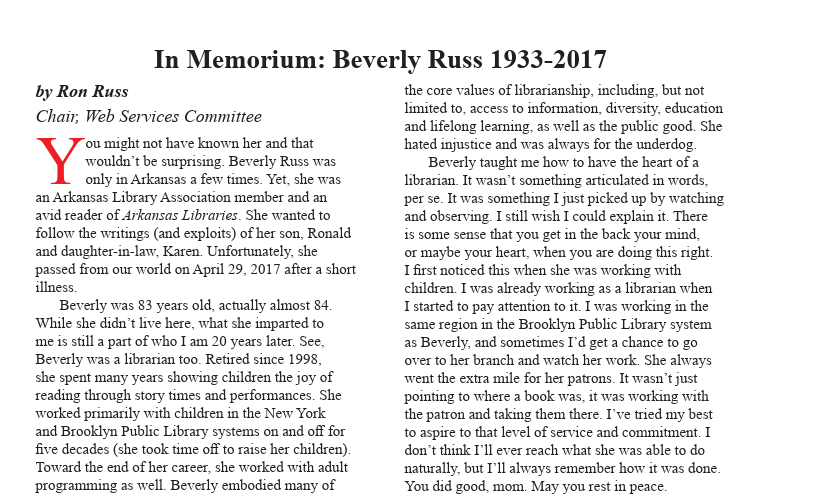 In Memorium: Beverly Russ 1933-2017
by Ron Russ
Chair, Web Services Committee
You might not have known her and that
wouldn't be surprising. Beverly Russ was
only in Arkansas a few times. Yet, she was
an Arkansas Library Association member and an
avid reader of Arkansas Libraries. She wanted to
follow the writings (and exploits) of her son, Ronald
and daughter-in-law, Karen. Unfortunately, she
passed from our world on April 29, 2017 after a short
illness.
Beverly was 83 years old, actually almost 84.
While she didn't live here, what she imparted to
me is still a part of who I am 20 years later. See,
Beverly was a librarian too. Retired since 1998,
she spent many years showing children the joy of
reading through story times and performances. She
worked primarily with children in the New York
and Brooklyn Public Library systems on and off for
five decades (she took time off to raise her children).
Toward the end of her career, she worked with adult
programming as well. Beverly embodied many of
the core values of librarianship, including, but not
limited to, access to information, diversity, education
and lifelong learning, as well as the public good. She
hated injustice and was always for the underdog.
Beverly taught me how to have the heart of a
librarian. It wasn't something articulated in words,
per se. It was something I just picked up by watching
and observing. I still wish I could explain it. There
is some sense that you get in the back your mind,
or maybe your heart, when you are doing this right.
I first noticed this when she was working with
children. I was already working as a librarian when
I started to pay attention to it. I was working in the
same region in the Brooklyn Public Library system
as Beverly, and sometimes I'd get a chance to go
over to her branch and watch her work. She always
went the extra mile for her patrons. It wasn't just
pointing to where a book was, it was working with
the patron and taking them there. I've tried my best
to aspire to that level of service and commitment. I
don't think I'll ever reach what she was able to do
naturally, but I'll always remember how it was done.
You did good, mom. May you rest in peace.